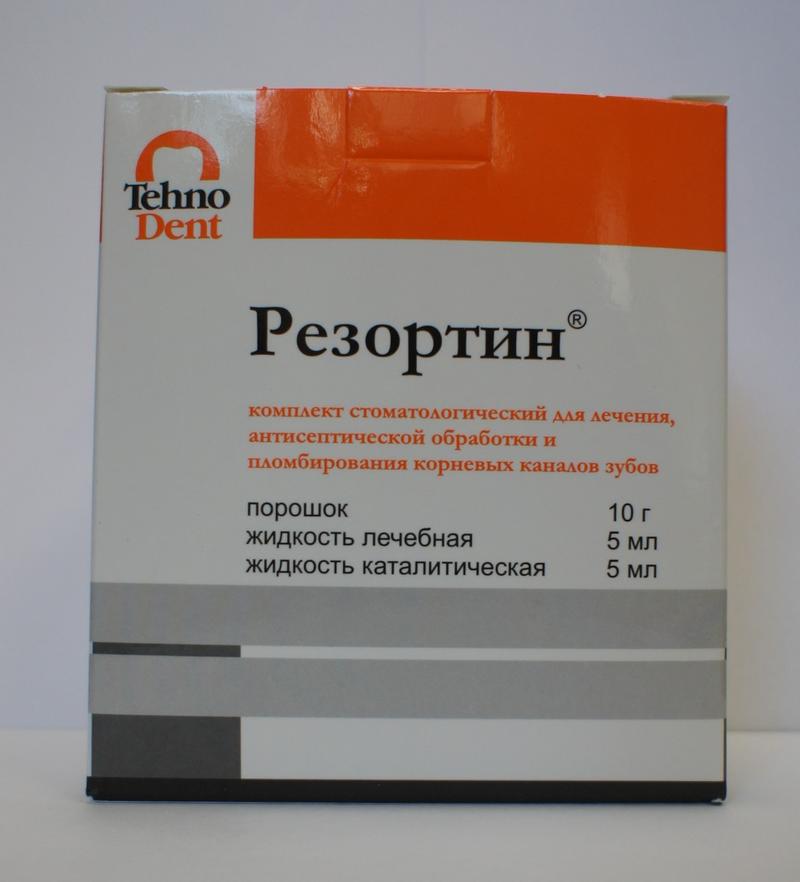 Tehno
Dent
Резортин®
комплект стоматологический для лечения,
антисептической обработки и
пломбирования корневых каналов зубов
порошок 10 г
жидкость лечебная 5 мл
жидкость каталитическая 5 мл